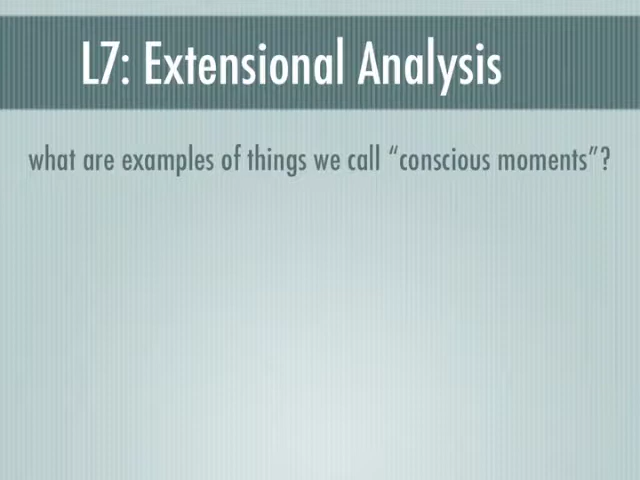 L7: Extensional Analysis
what are examples of things we call “conscious moments”?